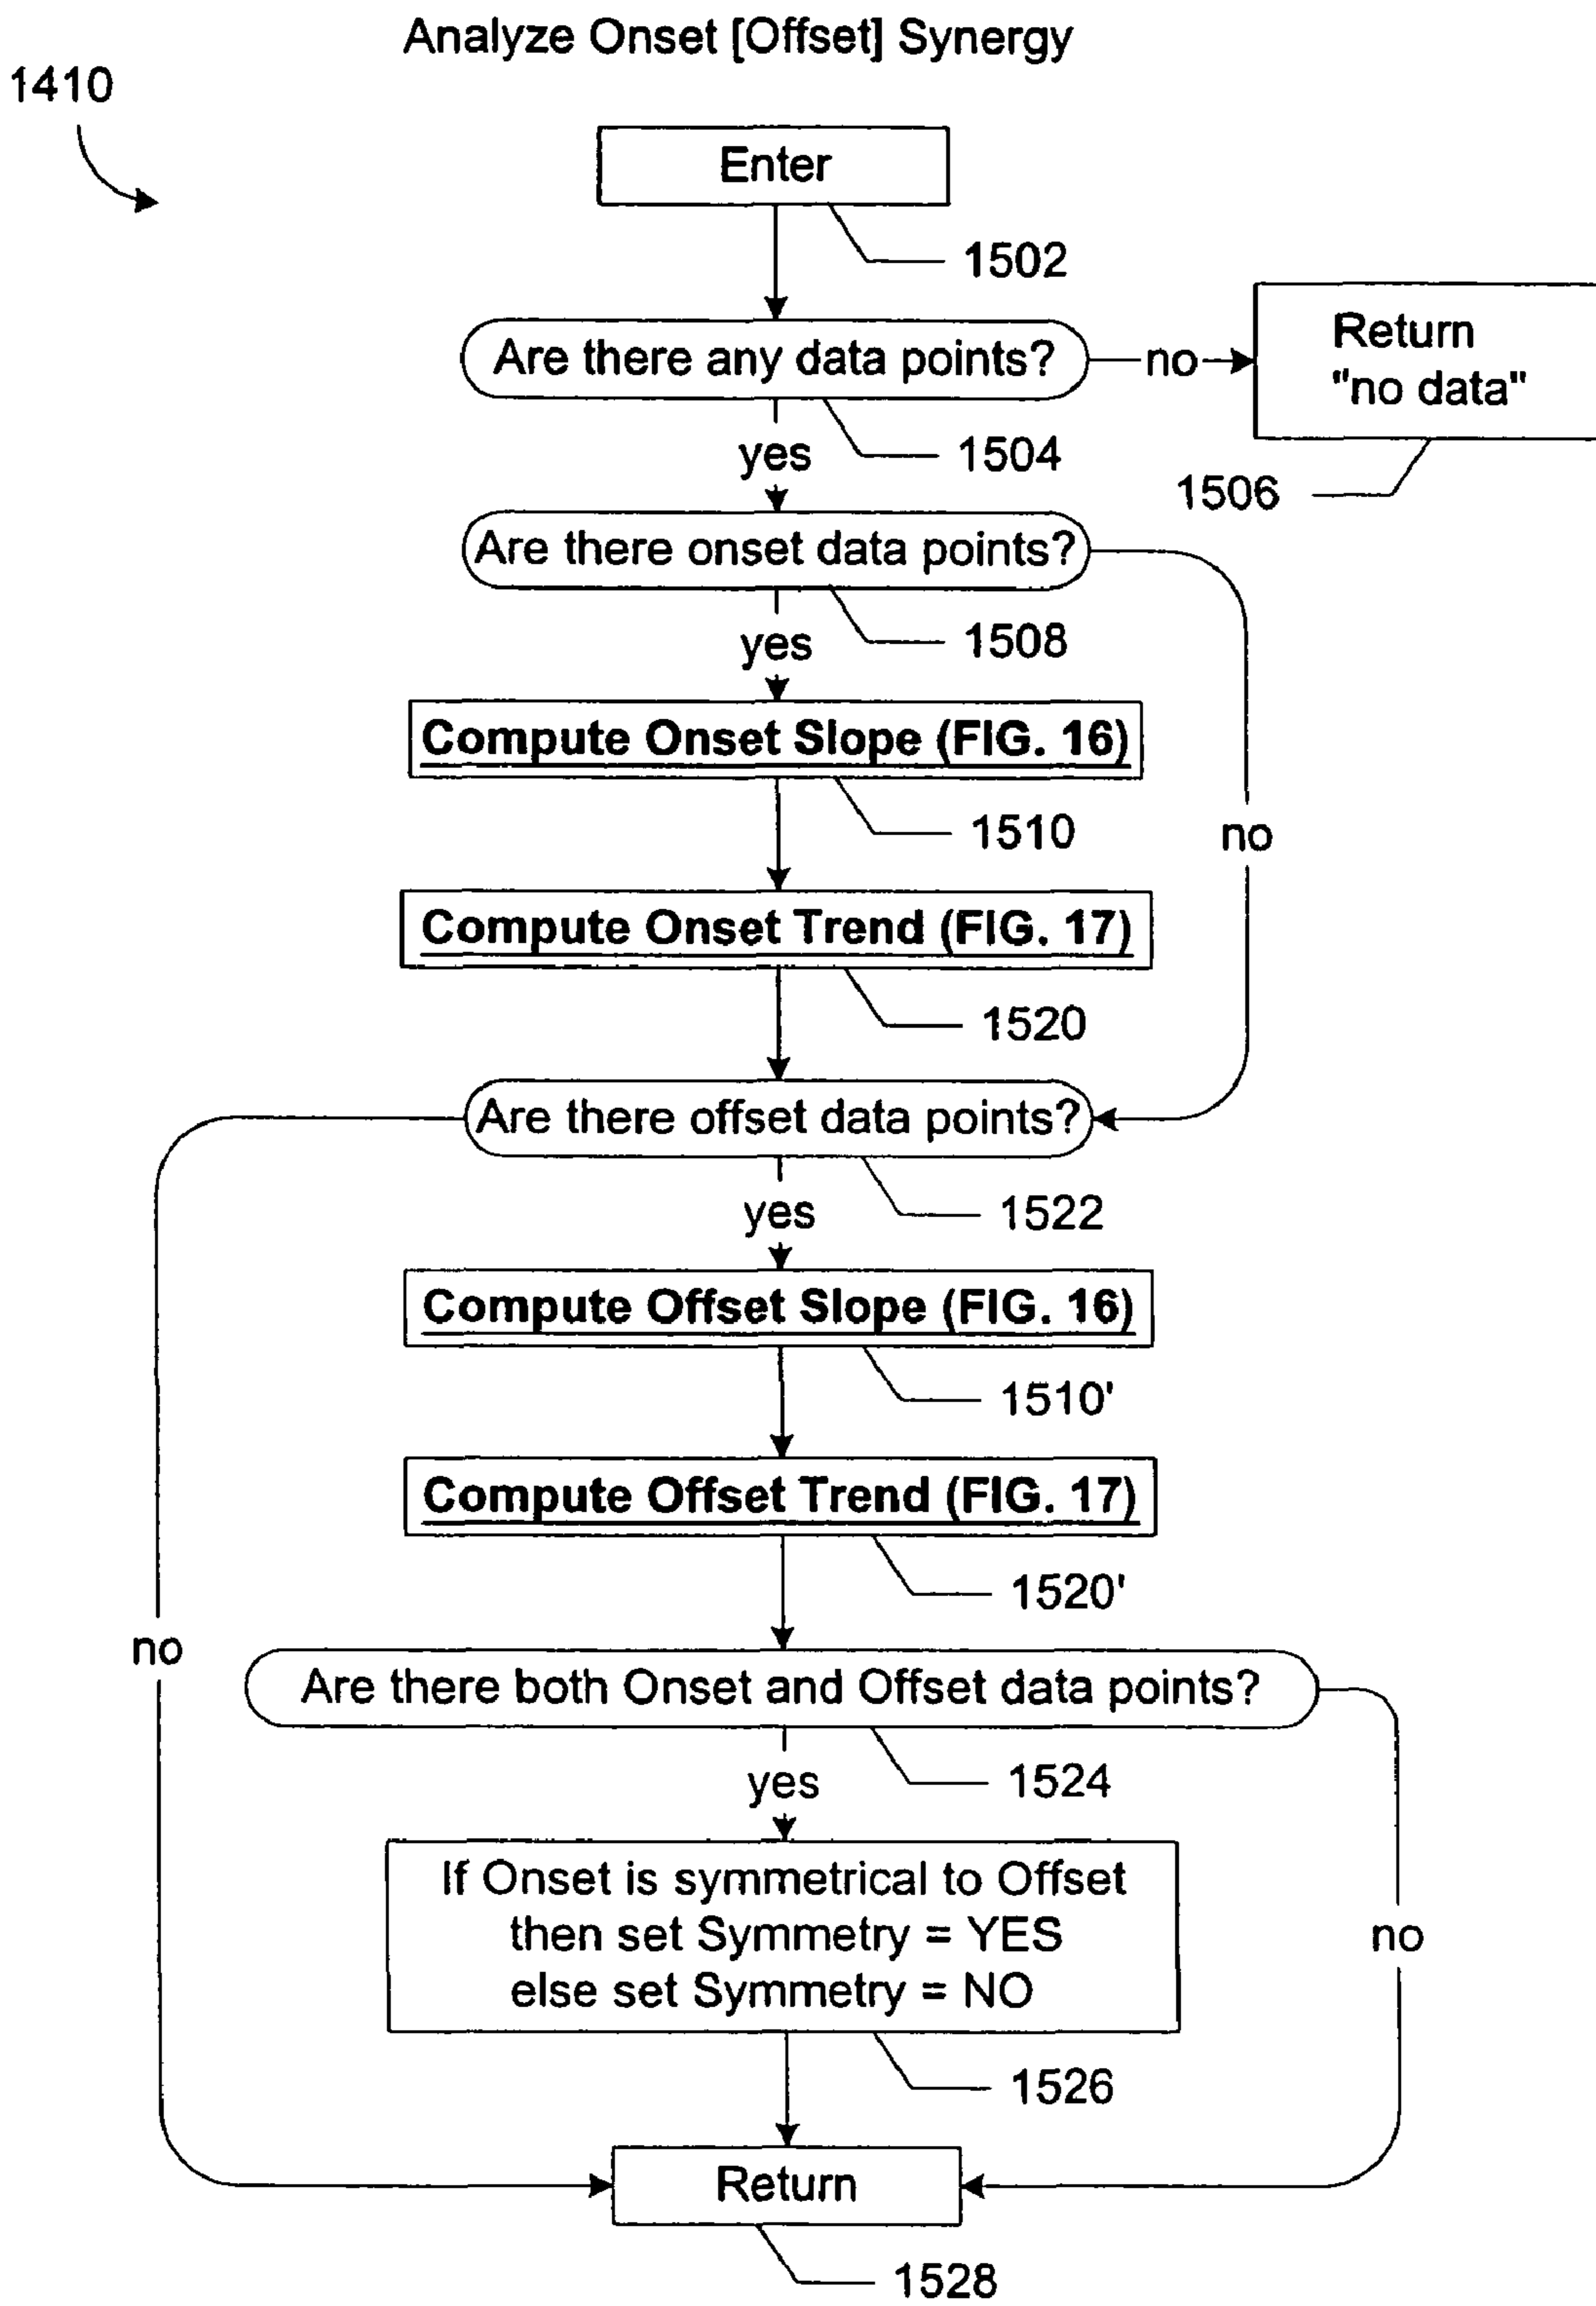 Analyze Onset [Offset] Synergy
1410
Enter
1502
Are there any data points?
no
Return
"no data"
yes
1504
1506
Are there onset data points?
yes
1508
Compute Onset Slope (FIG. 16)
1510
no
Compute Onset Trend (FIG. 17)
1520
Are there offset data points?
yes
1522
Compute Offset Slope (FIG. 16)
1510'
Compute Offset Trend (FIG. 17)
1520'
no
Are there both Onset and Offset data points?
yes
1524
If Onset is symmetrical to Offset
then set Symmetry = YES
else set Symmetry = NO
no
1526
Return
1528